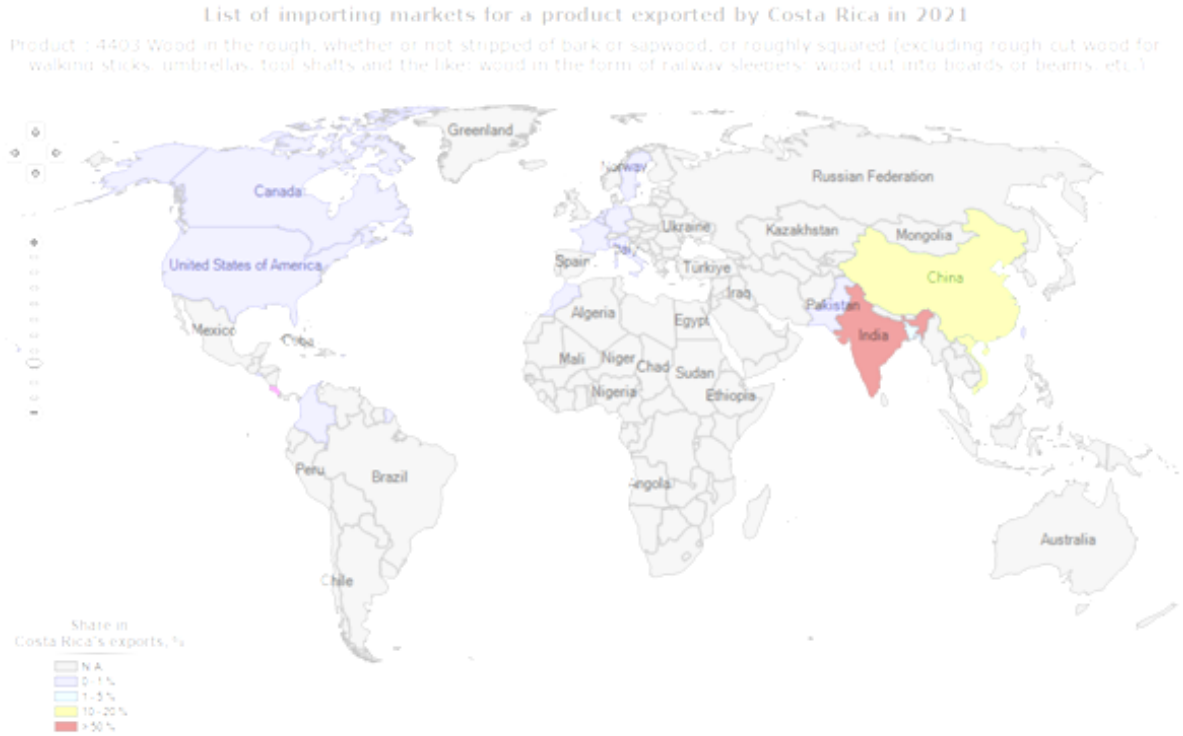 List of importing markets for a product exported by Costa Rica in 2021
Product : 4403 Wood in the rough, whether or not stripped of bark or sapwood, or roughly squared (excluding rough-cut wood for
walking sticks, umbrellas, tool shafts and the like; wood in the form of railway sleepers; wood cut into boards or beams, etc.)
Greenland
Norway
Russian Federation
Canada
Ukraine
Kazakhstan
Mongolia
Italy
Spain
Türkiye
United States of America
China
Iraq
Pakistan
Mexico
Cuba
Algeria
Egypt
India
Mali
Niger
Chad
Sudan
Nigeria
Ethiopia
Peru
Brazil
Angola
Australia
Chile
Share in
Costa Rica's exports, %
N.A.
0 - 1 %
1 - 5 %
10 - 20 %
> 50 %